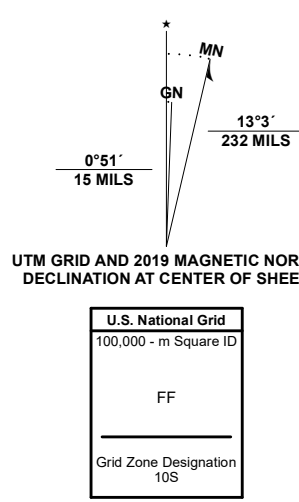 ★
MN
GN
13°3´
232 MILS
0°51´
15 MILS
UTM GRID AND 2019 MAGNETIC NOR
DECLINATION AT CENTER OF SHEE
U.S. National Grid
100,000 - m Square ID
FF
Grid Zone Designation
10S